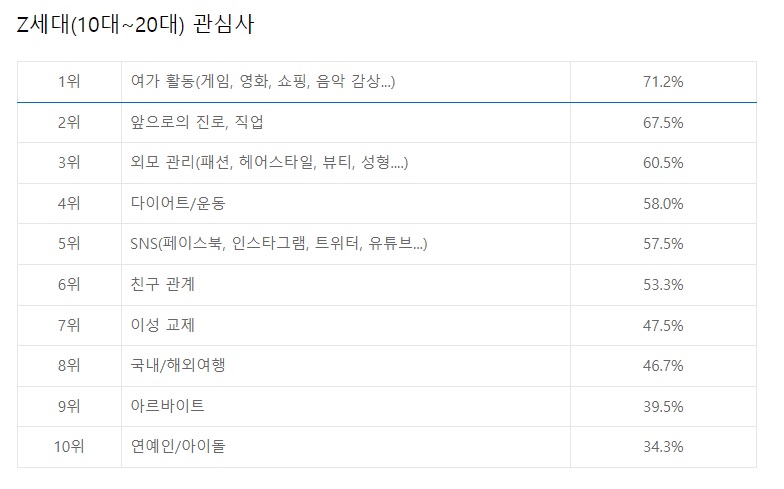 Z세대(10대~20대) 관심사
1위 여가 활동(게임, 영화, 쇼핑, 음악 감상...) 71.2%
2위 앞으로의 진로, 직업 67.5%
3위 외모 관리(패션, 헤어스타일, 뷰티, 성형....) 60.5%
4위 다이어트/운동 58.0%
5위 SNS(페이스북, 인스타그램, 트위터, 유튜브...) 57.5%
6위 친구 관계 53.3%
7위 이성 교제 47.5%
8위 국내/해외여행 46.7%
9위 아르바이트 39.5%
10위 연예인/아이돌 34.3%